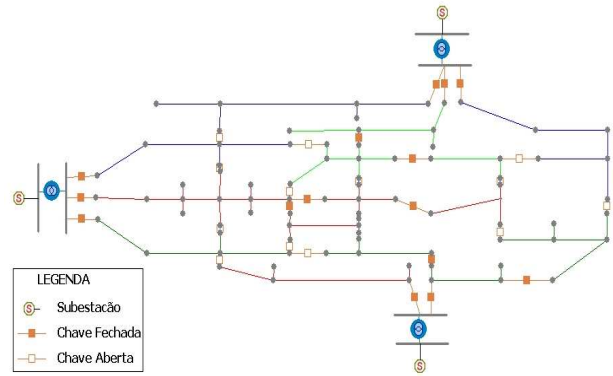 S
S
LEGENDA
S Subestacão
Chave Fechada
Chave Aberta
S